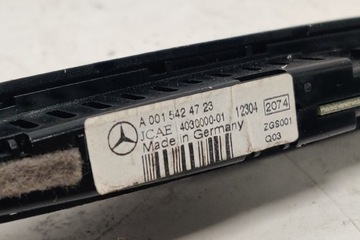 A 001 542 47 23 12304 2074
JCAE 4030000-01 ZGS001
Made in Germany Q03